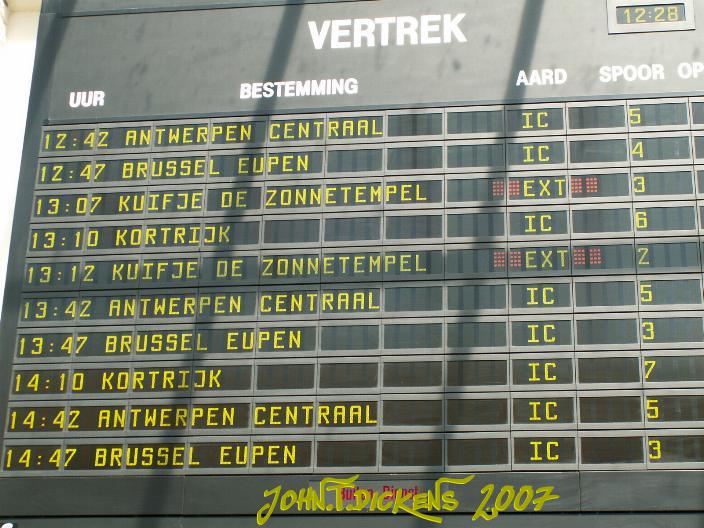 12:28
VERTREK
UUR BESTEMMING AARD SPOOR OP
12:42 ANTWERPEN CENTRAAL IC 5
12:47 BRUSSEL EUPEN IC 4
13:07 KUIFJE DE ZONNETEMPEL EXT 3
13:10 KORTRIJK IC 6
13:12 KUIFJE DE ZONNETEMPEL EXT 2
13:42 ANTWERPEN CENTRAAL IC 5
13:47 BRUSSEL EUPEN IC 3
14:10 KORTRIJK IC 7
14:42 ANTWERPEN CENTRAAL IC 5
14:47 BRUSSEL EUPEN IC 3
JOHN.T.DICKENS 2007